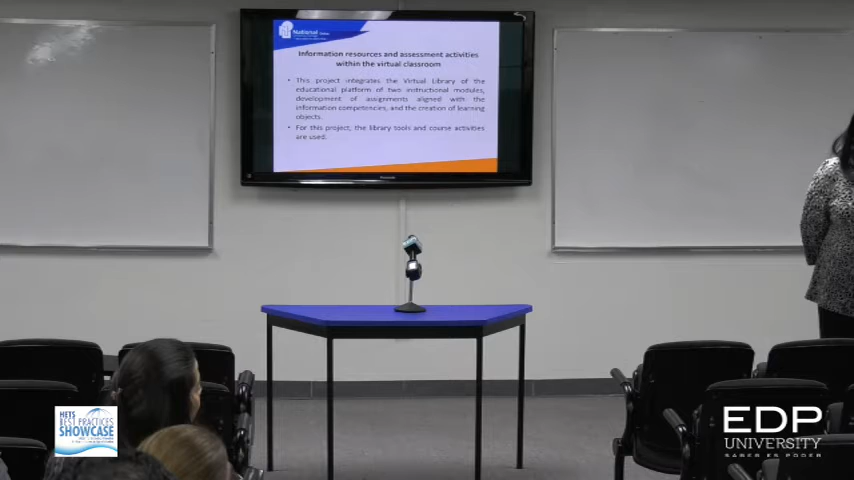 National
Information resources and assessment activities
within the virtual classroom
• This project integrates the Virtual Library of the
educational platform of two instructional modules,
development of assignments aligned with the
information competencies, and the creation of learning
objects.
• For this project, the library tools and course activities
are used.
Panasonic
HETS
BEST PRACTICES
SHOWCASE
EDP
UNIVERSITY
SABER ES PODER